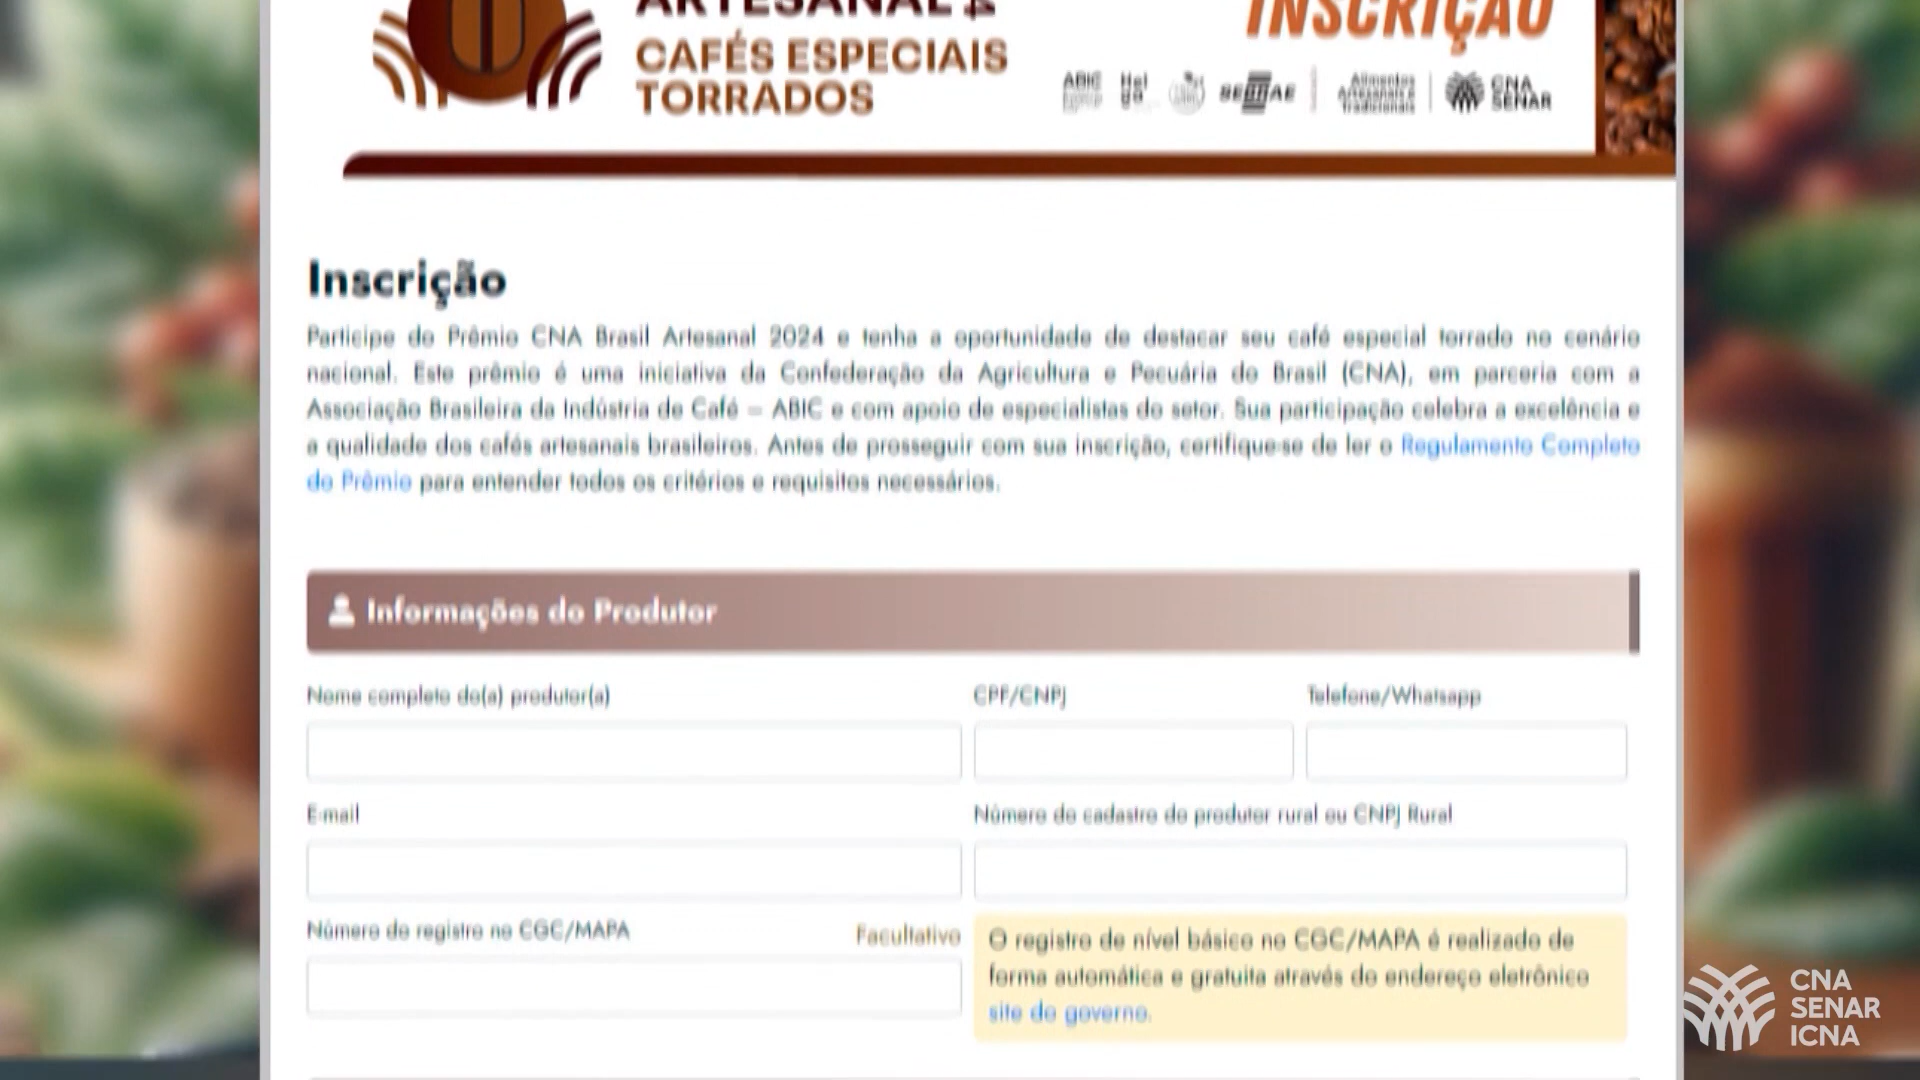 ARTESANAL
INSCRIÇÃO
CAFÉS ESPECIAIS
TORRADOS
ABIC
SEBRAE
Alimentos
Artesanais e
Tradicionais
CNA
SENAR
Inscrição
Participe do Prêmio CNA Brasil Artesanal 2024 e tenha a oportunidade de destacar seu café especial torrado no cenário
nacional. Este prêmio é uma iniciativa da Confederação da Agricultura e Pecuária do Brasil (CNA), em parceria com a
Associação Brasileira da Indústria de Café – ABIC e com apoio de especialistas do setor. Sua participação celebra a excelência e
a qualidade dos cafés artesanais brasileiros. Antes de prosseguir com sua inscrição, certifique-se de ler o Regulamento Completo
do Prêmio para entender todos os critérios e requisitos necessários.
Informações do Produtor
Nome completo do(a) produtor(a)
CPF/CNPJ
Telefone/Whatsapp
E-mail
Número do cadastro do produtor rural ou CNPJ Rural
Número do registro no CGC/MAPA
Facultativo
O registro de nível básico no CGC/MAPA é realizado de
forma automática e gratuita através do endereço eletrônico
site do governo.
CNA
SENAR
ICNA